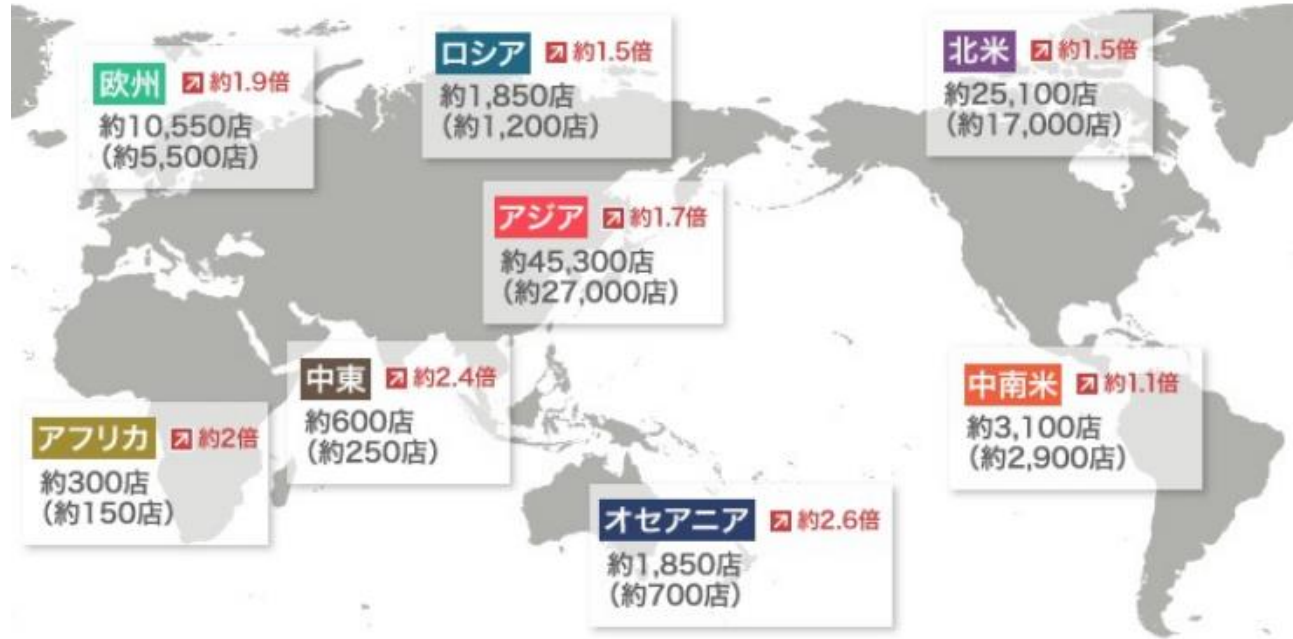 欧州 約1.9倍
約10,550店
(約5,500店)
ロシア 約1.5倍
約1,850店
(約1,200店)
北米 約1.5倍
約25,100店
(約17,000店)
アジア 約1.7倍
約45,300店
(約27,000店)
中東 約2.4倍
約600店
(約250店)
中南米 約1.1倍
約3,100店
(約2,900店)
アフリカ 約2倍
約300店
(約150店)
オセアニア 約2.6倍
約1,850店
(約700店)